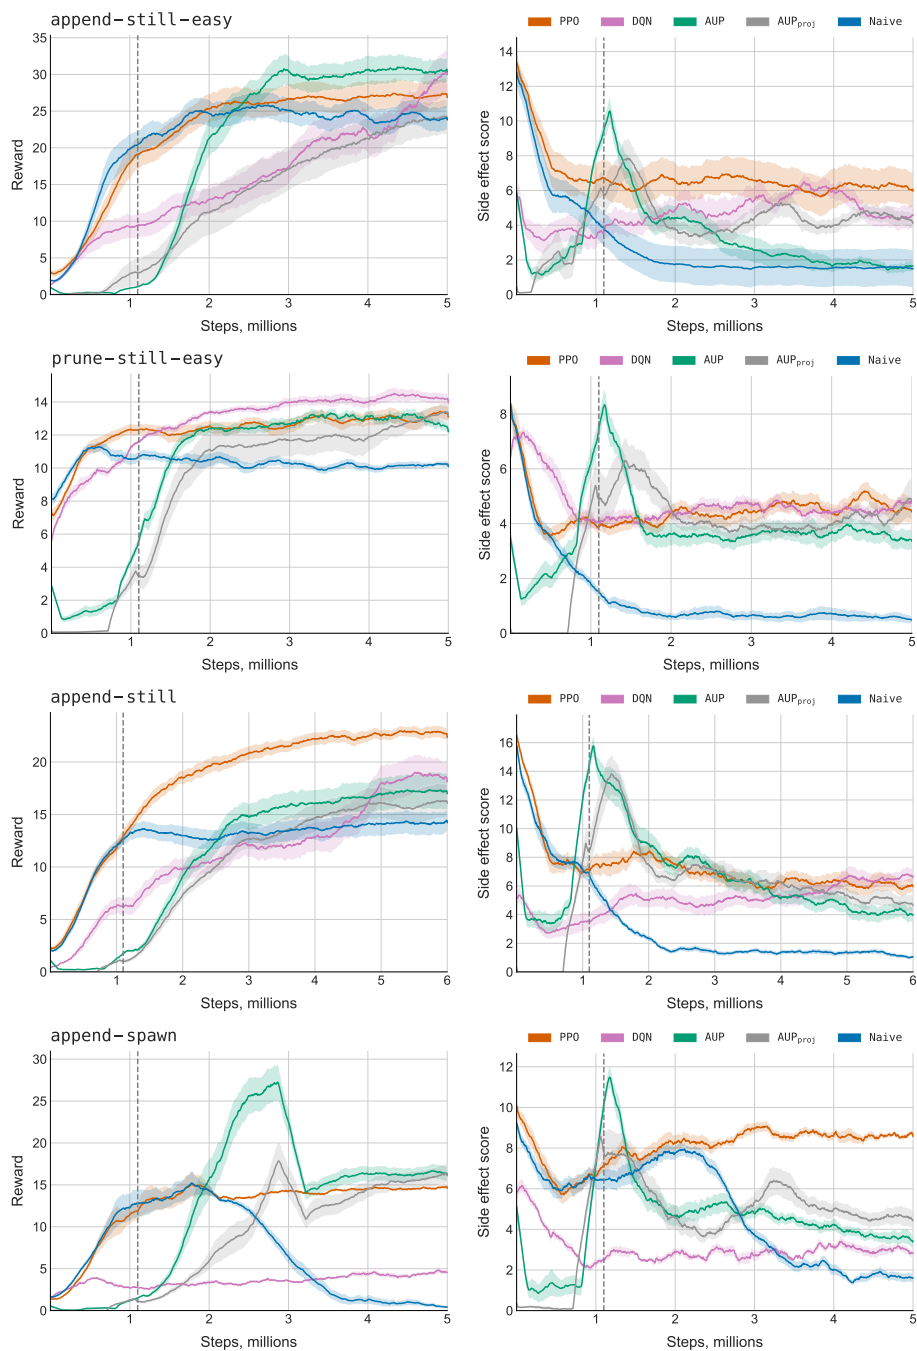 append-still-easy
PPO DQN AUP AUPproj Naive
35
30
25
20
15
10
5
0
Reward
1 2 3 4 5
Steps, millions
14
12
10
8
6
4
2
0
Side effect score
1 2 3 4 5
Steps, millions
prune-still-easy
PPO DQN AUP AUPproj Naive
14
12
10
8
6
4
2
0
Reward
1 2 3 4 5
Steps, millions
8
6
4
2
0
Side effect score
1 2 3 4 5
Steps, millions
append-still
PPO DQN AUP AUPproj Naive
20
15
10
5
0
Reward
1 2 3 4 5 6
Steps, millions
16
14
12
10
8
6
4
2
0
Side effect score
1 2 3 4 5 6
Steps, millions
append-spawn
PPO DQN AUP AUPproj Naive
30
25
20
15
10
5
0
Reward
1 2 3 4 5
Steps, millions
12
10
8
6
4
2
0
Side effect score
1 2 3 4 5
Steps, millions